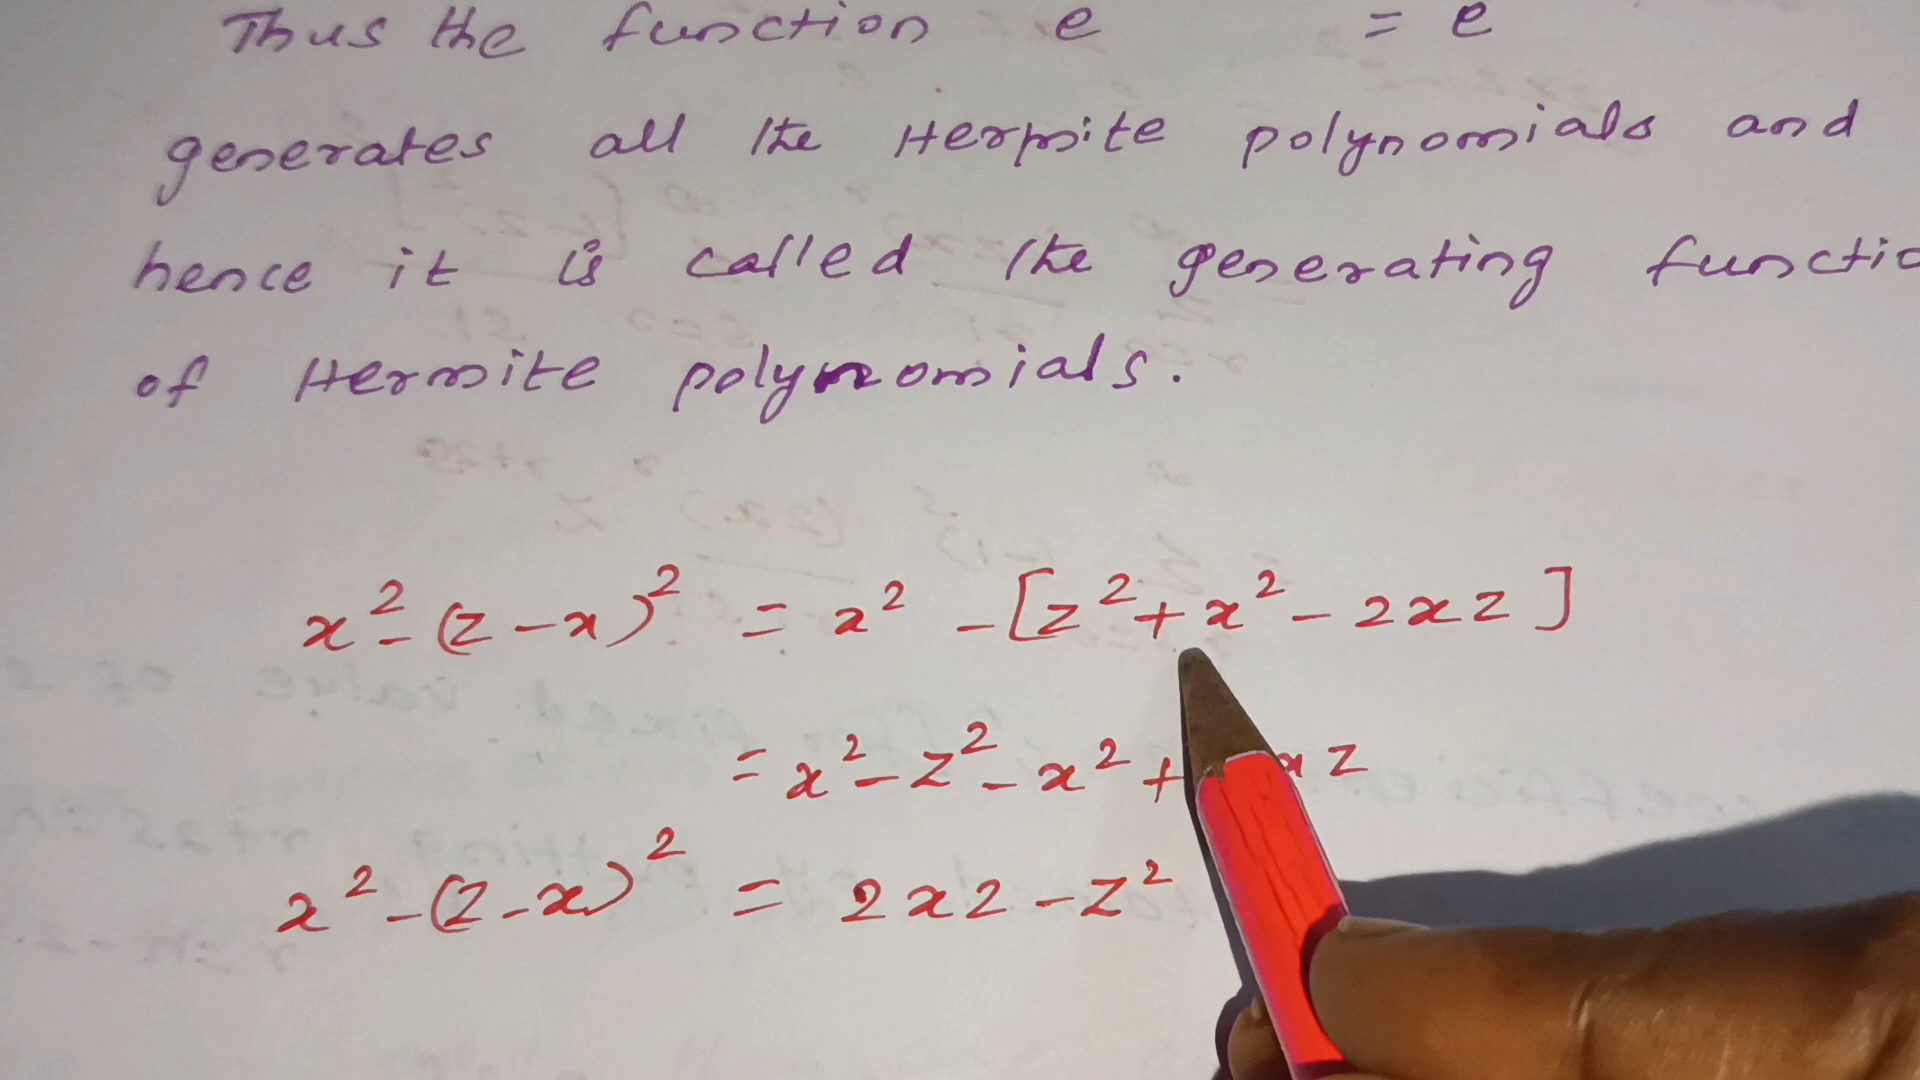 Thus the function e = e
generates all the Hermite polynomials and
hence it is called the generating functio
of Hermite polynomials.
x² - (z - x)² = x² - [z² + x² - 2xz]
= x² - z² - x² + xz
x² - (z - x)² = 2xz - z²